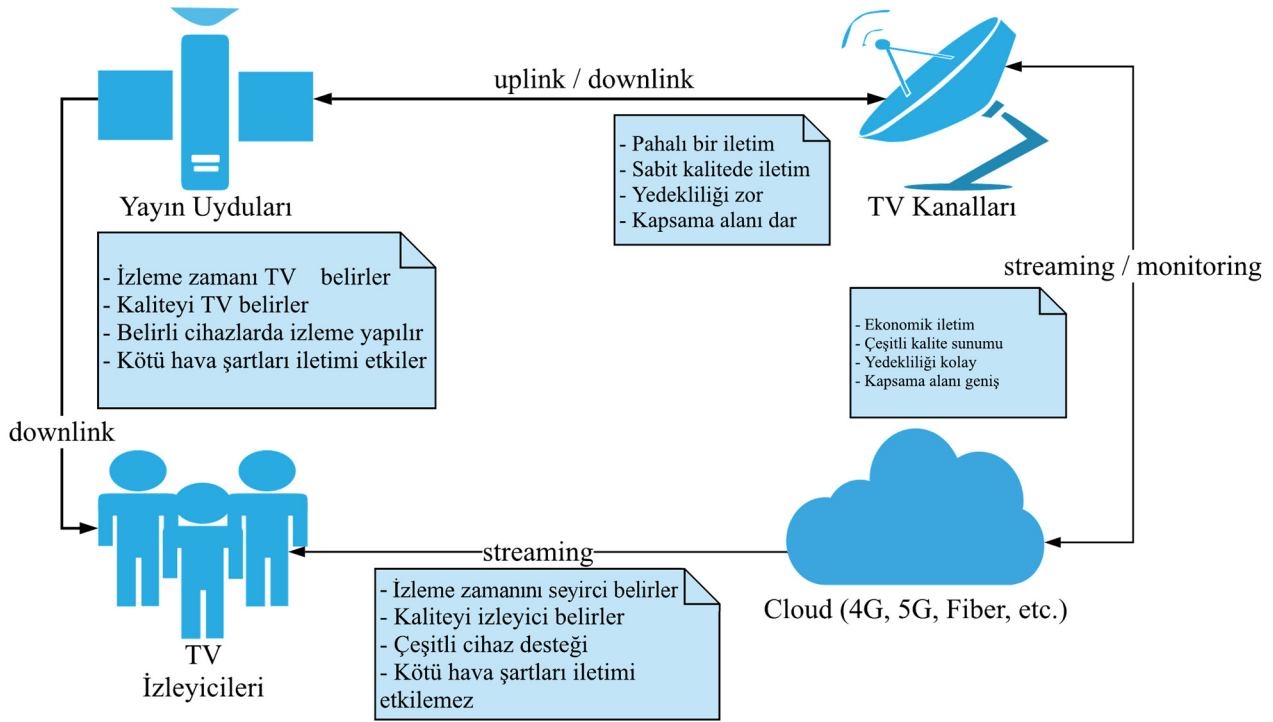 uplink / downlink
- Pahalı bir iletim
- Sabit kalitede iletim
- Yedekliliği zor
- Kapsama alanı dar
Yayın Uyduları
TV Kanalları
- İzleme zamanı TV belirler
- Kaliteyi TV belirler
- Belirli cihazlarda izleme yapılır
- Kötü hava şartları iletimi etkiler
streaming / monitoring
- Ekonomik iletim
- Çeşitli kalite sunumu
- Yedekliliği kolay
- Kapsama alanı geniş
downlink
streaming
- İzleme zamanını seyirci belirler
- Kaliteyi izleyici belirler
- Çeşitli cihaz desteği
- Kötü hava şartları iletimi
etkilemez
Cloud (4G, 5G, Fiber, etc.)
TV
İzleyicileri